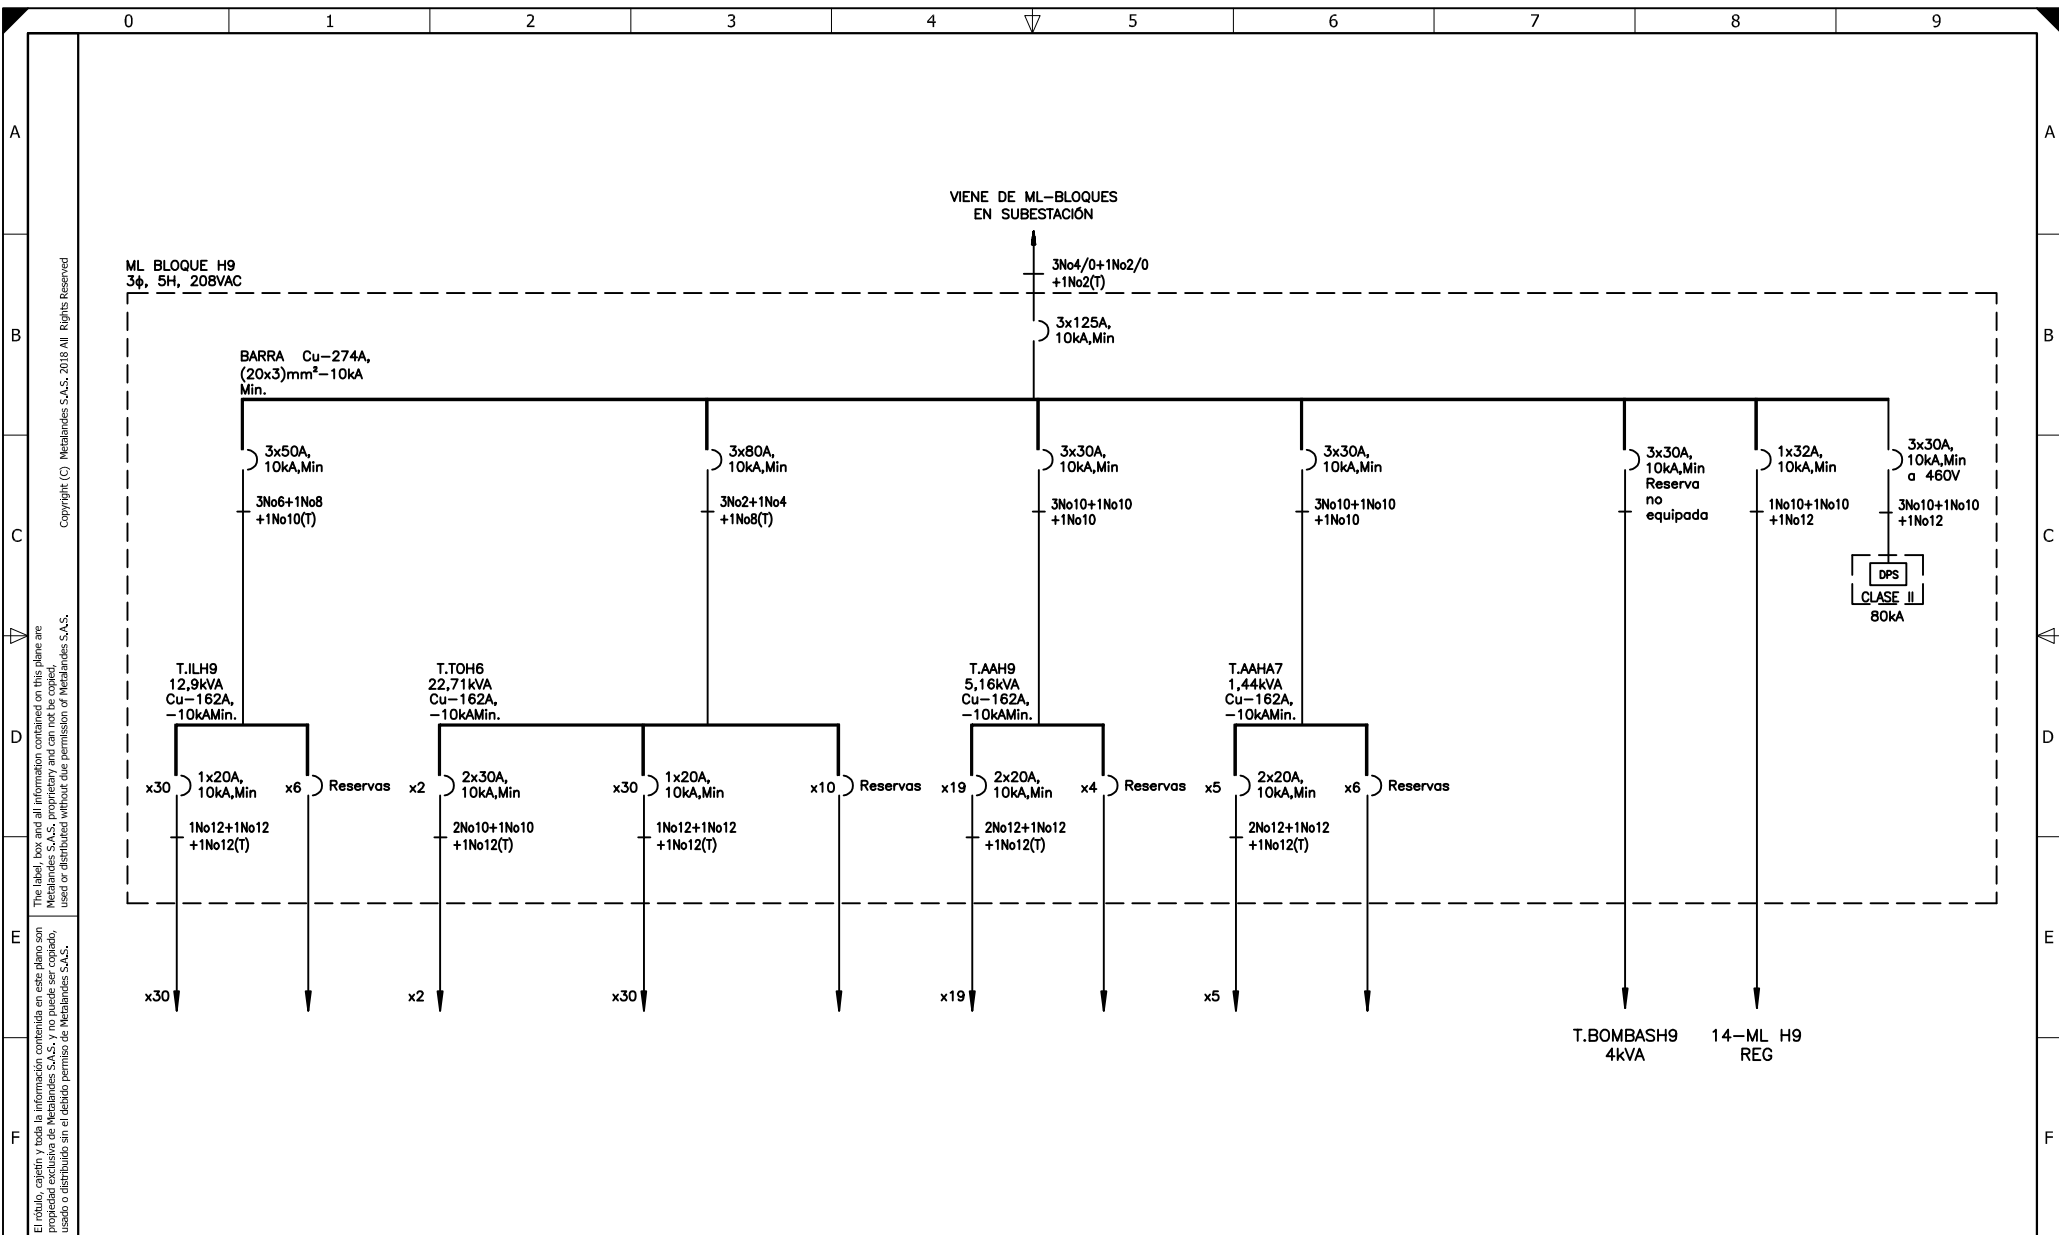 0 1 2 3 4 5 6 7 8 9
A A
B B
C C
D D
E E
F F
VIENE DE ML-BLOQUES
EN SUBESTACIÓN
3No4/0+1No2/0
+1No2(T)
ML BLOQUE H9
3ϕ, 5H, 208VAC
3x125A,
10kA,Min
BARRA Cu-274A,
(20x3)mm²-10kA
Min.
3x50A,
10kA,Min
3No6+1No8
+1No10(T)
3x80A,
10kA,Min
3No2+1No4
+1No8(T)
3x30A,
10kA,Min
3No10+1No10
+1No10
3x30A,
10kA,Min
3No10+1No10
+1No10
3x30A,
10kA,Min
Reserva
no
equipada
1x32A,
10kA,Min
1No10+1No10
+1No12
3x30A,
10kA,Min
a 460V
3No10+1No10
+1No12
DPS
CLASE II
80kA
T.ILH9
12,9kVA
Cu-162A,
-10kAMin.
T.TOH6
22,71kVA
Cu-162A,
-10kAMin.
T.AAH9
5,16kVA
Cu-162A,
-10kAMin.
T.AAHA7
1,44kVA
Cu-162A,
-10kAMin.
x30 1x20A,
10kA,Min
1No12+1No12
+1No12(T)
x6 Reservas
x2 2x30A,
10kA,Min
2No10+1No10
+1No12(T)
x30 1x20A,
10kA,Min
1No12+1No12
+1No12(T)
x10 Reservas
x19 2x20A,
10kA,Min
2No12+1No12
+1No12(T)
x4 Reservas
x5 2x20A,
10kA,Min
2No12+1No12
+1No12(T)
x6 Reservas
x30 x2 x30 x19 x5
T.BOMBASH9
4kVA
14-ML H9
REG
The label, box and all information contained on this plane are
Metalandes S.A.S. proprietary and can not be copied,
used or distributed without due permission of Metalandes S.A.S.
Copyright (C) Metalandes S.A.S. 2018 All Rights Reserved
El rótulo, cajetín y toda la información contenida en este plano son
propiedad exclusiva de Metalandes S.A.S. y no puede ser copiado,
usado o distribuido sin el debido permiso de Metalandes S.A.S.